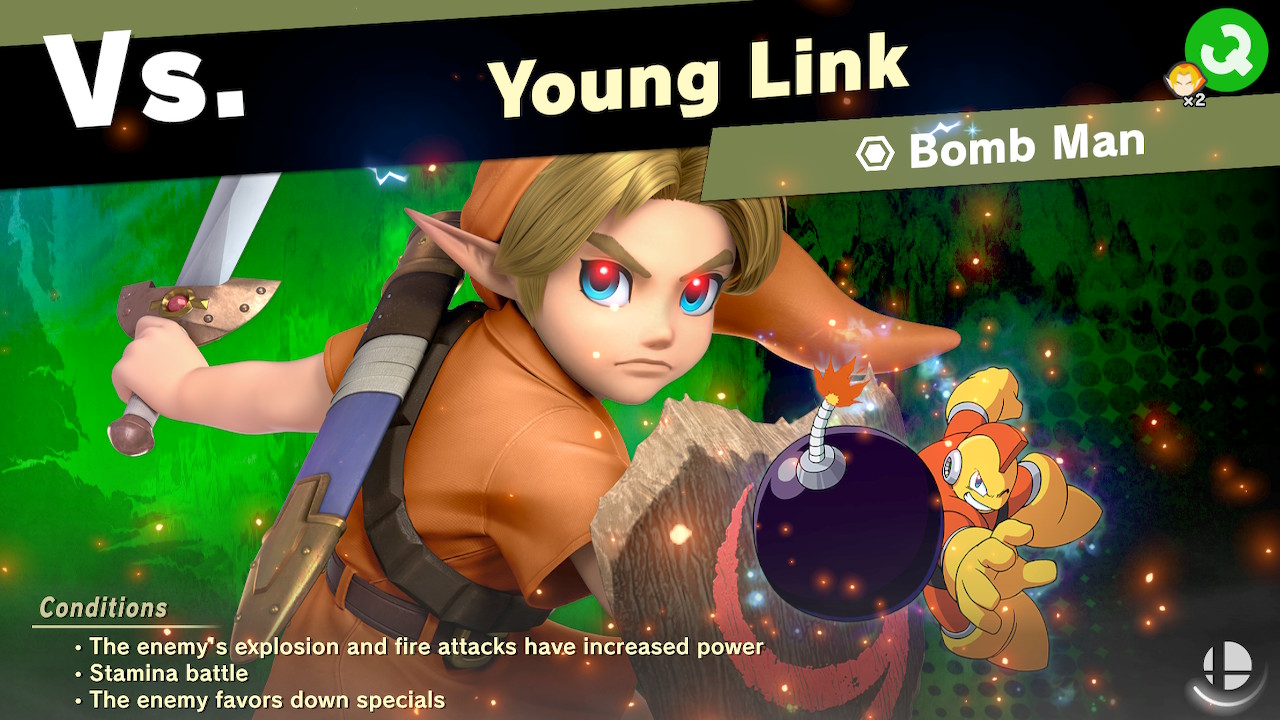 Vs.
Young Link
x2
Bomb Man
Conditions
• The enemy's explosion and fire attacks have increased power
• Stamina battle
• The enemy favors down specials